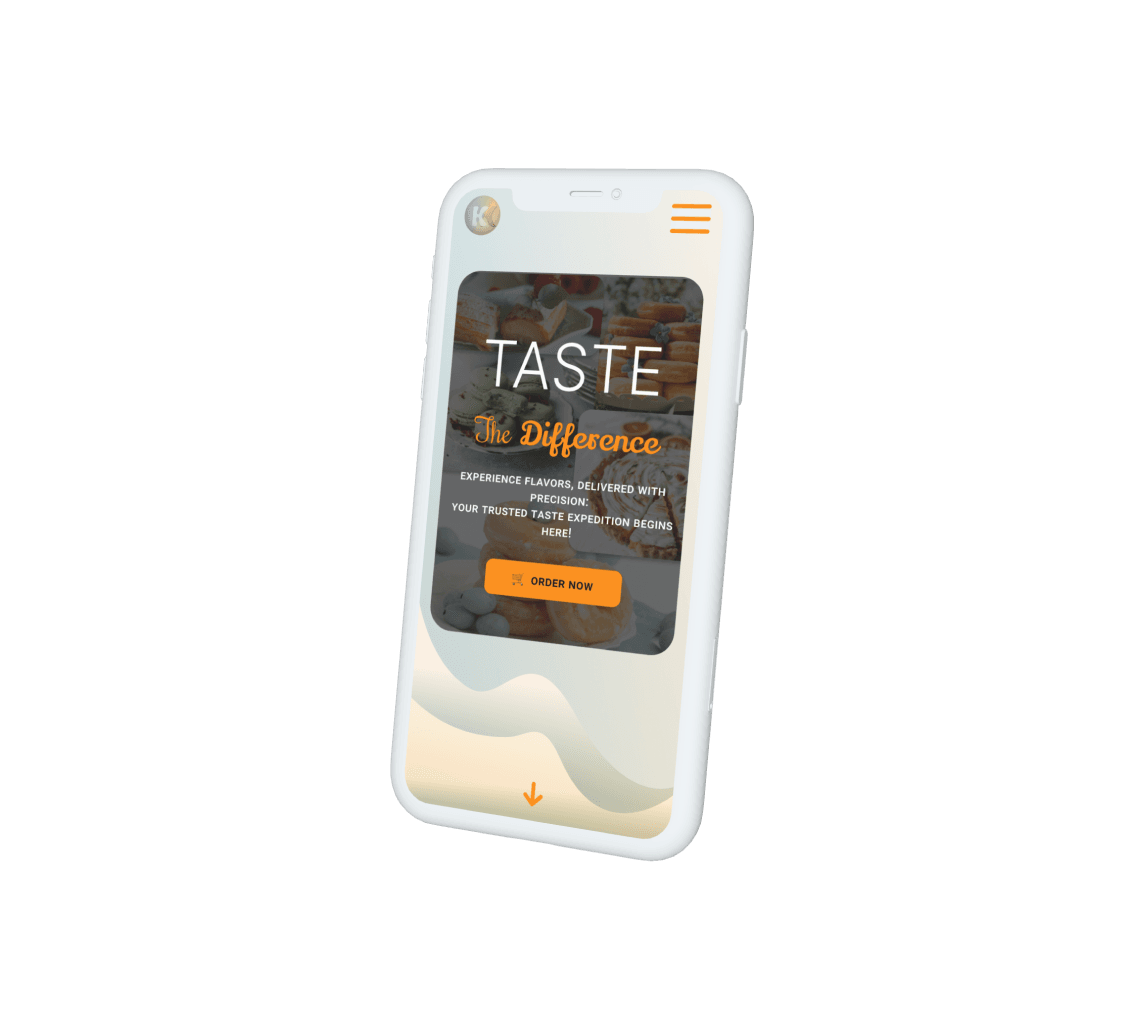 K
TASTE
The Difference
EXPERIENCE FLAVORS, DELIVERED WITH
PRECISION:
YOUR TRUSTED TASTE EXPEDITION BEGINS
HERE!
ORDER NOW